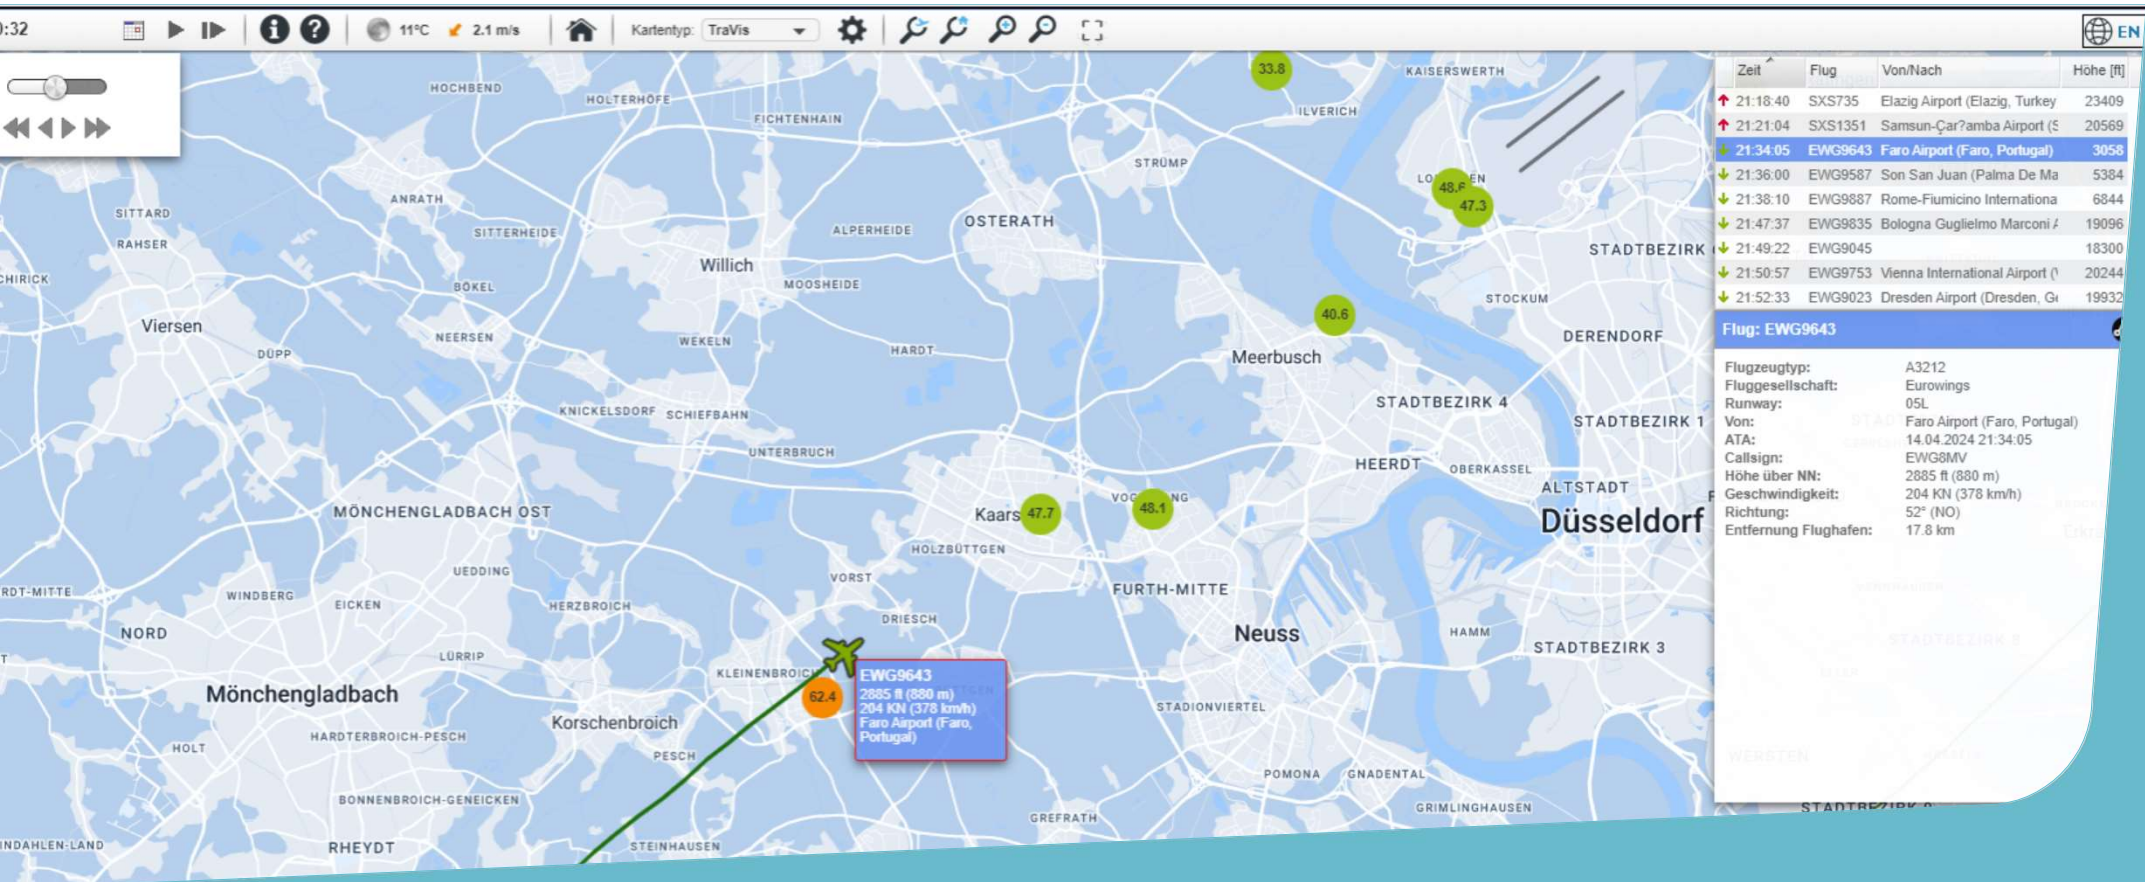 :32
11°C
2.1 m/s
Kartentyp: TraVis
EN
33.8
KAISERSWERTH
HOCHBEND
HOLTERHÖFE
FICHTENHAIN
ILVERICH
STRÜMP
48.6
47.3
ANRATH
SITTARD
RAHSER
SITTERHEIDE
ALPERHEIDE
OSTERATH
STADTBEZIRK
Willich
MOOSHEIDE
BÖKEL
STOCKUM
Viersen
NEERSEN
WEKELN
HARDT
40.6
DERENDORF
DÜPP
Meerbusch
KNICKELSDORF
SCHIEFBAHN
STADTBEZIRK 4
STADTBEZIRK 1
UNTERBRUCH
HEERDT
OBERKASSEL
ALTSTADT
MÖNCHENGLADBACH OST
Kaars
47.7
48.1
Düsseldorf
HOLZBÜTTGEN
UEDDING
VORST
RDT-MITTE
WINDBERG
EICKEN
HERZBROICH
DRIESCH
FURTH-MITTE
NORD
Neuss
HAMM
STADTBEZIRK 3
LÜRRIP
KLEINENBROICH
62.4
EWG9643
2885 ft (880 m)
204 KN (378 km/h)
Faro Airport (Faro,
Portugal)
Mönchengladbach
Korschenbroich
STADIONVIERTEL
HOLT
HARDTERBROICH-PESCH
PESCH
POMONA
GNADENTAL
BONNENBROICH-GENEICKEN
GREFRATH
GRIMLINGHAUSEN
INDAHLEN-LAND
RHEYDT
STEINHAUSEN
Zeit Flug Von/Nach Höhe [ft]
21:18:40 SXS735 Elazig Airport (Elazig, Turkey 23409
21:21:04 SXS1351 Samsun-Çar?amba Airport (S 20569
21:34:05 EWG9643 Faro Airport (Faro, Portugal) 3058
21:36:00 EWG9587 Son San Juan (Palma De Ma 5384
21:38:10 EWG9887 Rome-Fiumicino Internationa 6844
21:47:37 EWG9835 Bologna Guglielmo Marconi 19096
21:49:22 EWG9045 18300
21:50:57 EWG9753 Vienna International Airport 20244
21:52:33 EWG9023 Dresden Airport (Dresden, 19932
Flug: EWG9643
Flugzeugtyp: A3212
Fluggesellschaft: Eurowings
Runway: 05L
Von: Faro Airport (Faro, Portugal)
ATA: 14.04.2024 21:34:05
Callsign: EWG8MV
Höhe über NN: 2885 ft (880 m)
Geschwindigkeit: 204 KN (378 km/h)
Richtung: 52° (NO)
Entfernung Flughafen: 17.8 km
WERSTEN